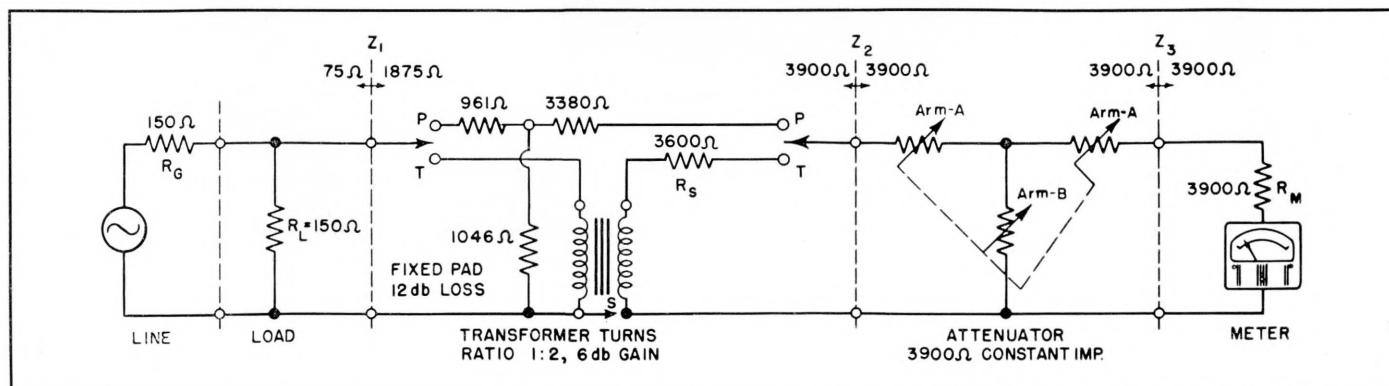 Z1
75Ω 1875Ω
Z2
3900Ω 3900Ω
Z3
3900Ω 3900Ω
150Ω
RG
P
961Ω
3380Ω
P
T
3600Ω
RS
T
Arm-A
Arm-A
Arm-B
3900Ω
RM
RL=150Ω
1046Ω
FIXED PAD
12db LOSS
S
LINE
LOAD
TRANSFORMER TURNS
RATIO 1:2, 6db GAIN
ATTENUATOR
3900Ω CONSTANT IMP.
METER